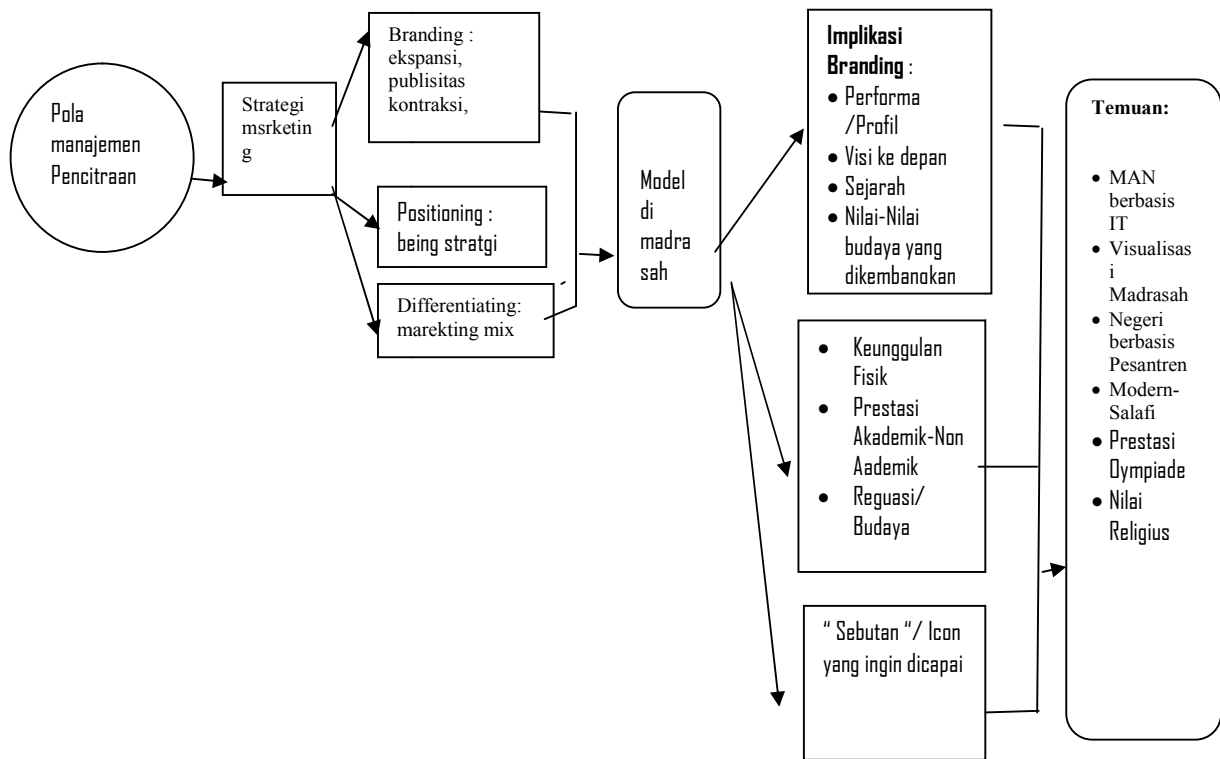 Pola
manajemen
Pencitraan
Strategi
msrketin
g
Branding :
ekspansi,
publisitas
kontraksi,
Positioning :
being stratgi
Differentiating:
marekting mix
Model
di
madra
sah
Implikasi
Branding :
• Performa
/Profil
• Visi ke depan
• Sejarah
• Nilai-Nilai
budaya yang
dikembanokan
• Keunggulan
Fisik
• Prestasi
Akademik-Non
Aademik
• Reguasi/
Budaya
“ Sebutan “/ Icon
yang ingin dicapai
Temuan:
• MAN
berbasis
IT
• Visualisas
i
Madrasah
• Negeri
berbasis
Pesantren
• Modern-
Salafi
• Prestasi
Oympiade
• Nilai
Religius